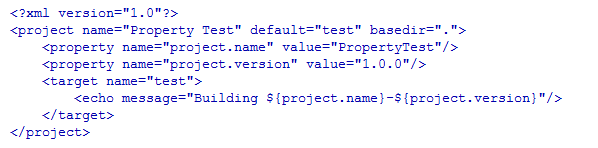 <?xml version="1.0"?>
<project name="Property Test" default="test" basedir=".">
    <property name="project.name" value="PropertyTest"/>
    <property name="project.version" value="1.0.0"/>
    <target name="test">
        <echo message="Building ${project.name}-${project.version}"/>
    </target>
</project>